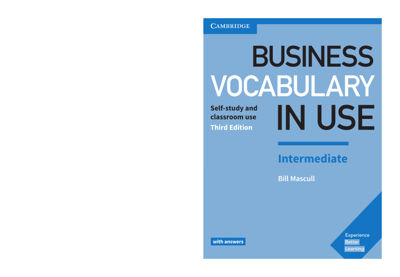 CAMBRIDGE
BUSINESS
VOCABULARY
Self-study and
classroom use
Third Edition
IN USE
Intermediate
Bill Mascull
with answers
Experience
Better
Learning